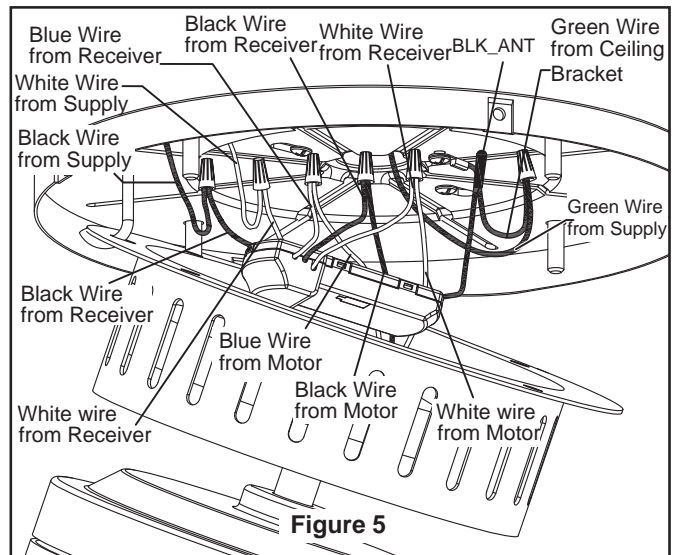 Blue Wire
from Receiver
Black Wire
from Receiver
White Wire
from Receiver
BLK_ANT
Green Wire
from Ceiling
Bracket
White Wire
from Supply
Black Wire
from Supply
Green Wire
from Supply
Black Wire
from Receiver
Blue Wire
from Motor
Black Wire
from Motor
White wire
from Motor
White wire
from Receiver
Figure 5